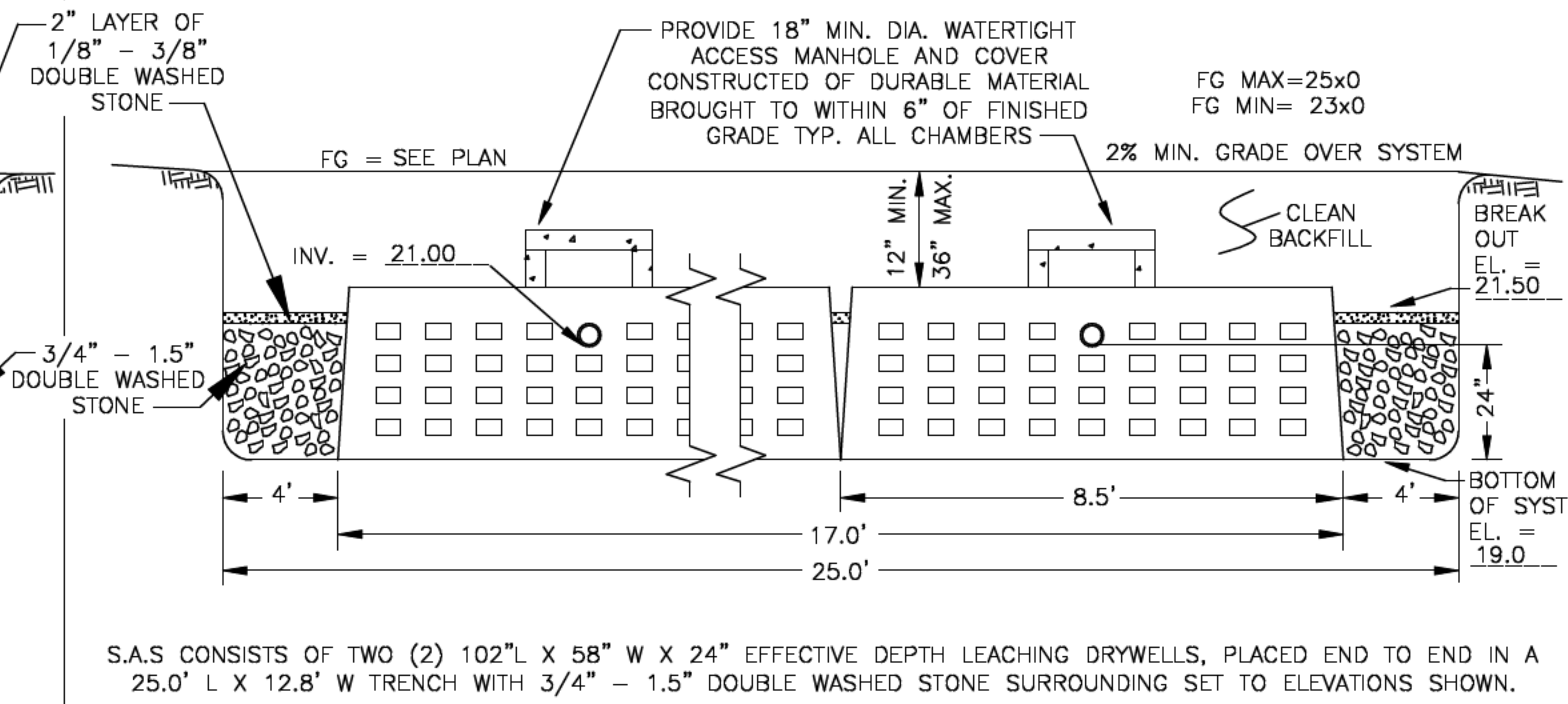 2" LAYER OF
1/8" - 3/8"
DOUBLE WASHED
STONE
PROVIDE 18" MIN. DIA. WATERTIGHT
ACCESS MANHOLE AND COVER
CONSTRUCTED OF DURABLE MATERIAL
BROUGHT TO WITHIN 6" OF FINISHED
GRADE TYP. ALL CHAMBERS
FG MAX=25x0
FG MIN= 23x0
FG = SEE PLAN
2% MIN. GRADE OVER SYSTEM
12" MIN.
36" MAX.
CLEAN
BACKFILL
BREAK
OUT
EL. =
21.50
INV. = 21.00
3/4" - 1.5"
DOUBLE WASHED
STONE
24"
4'
8.5'
4'
17.0'
25.0'
BOTTOM
OF SYST
EL. =
19.0
S.A.S CONSISTS OF TWO (2) 102"L X 58" W X 24" EFFECTIVE DEPTH LEACHING DRYWELLS, PLACED END TO END IN A
25.0' L X 12.8' W TRENCH WITH 3/4" - 1.5" DOUBLE WASHED STONE SURROUNDING SET TO ELEVATIONS SHOWN.